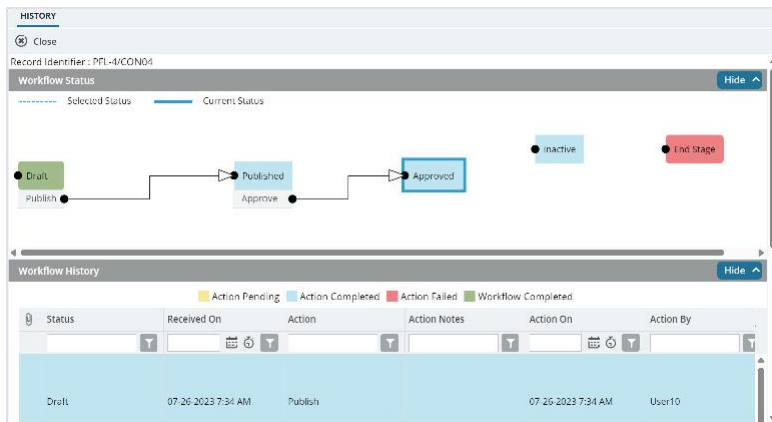 HISTORY
Close
Record Identifier : PFL-4/CON04
Workflow Status Hide
Selected Status Current Status
Inactive End Stage
Draft Published Approved
Publish Approve
Workflow History Hide
Action Pending Action Completed Action Failed Workflow Completed
Status Received On Action Action Notes Action On Action By
Draft 07-26-2023 7:34 AM Publish 07-26-2023 7:34 AM User10